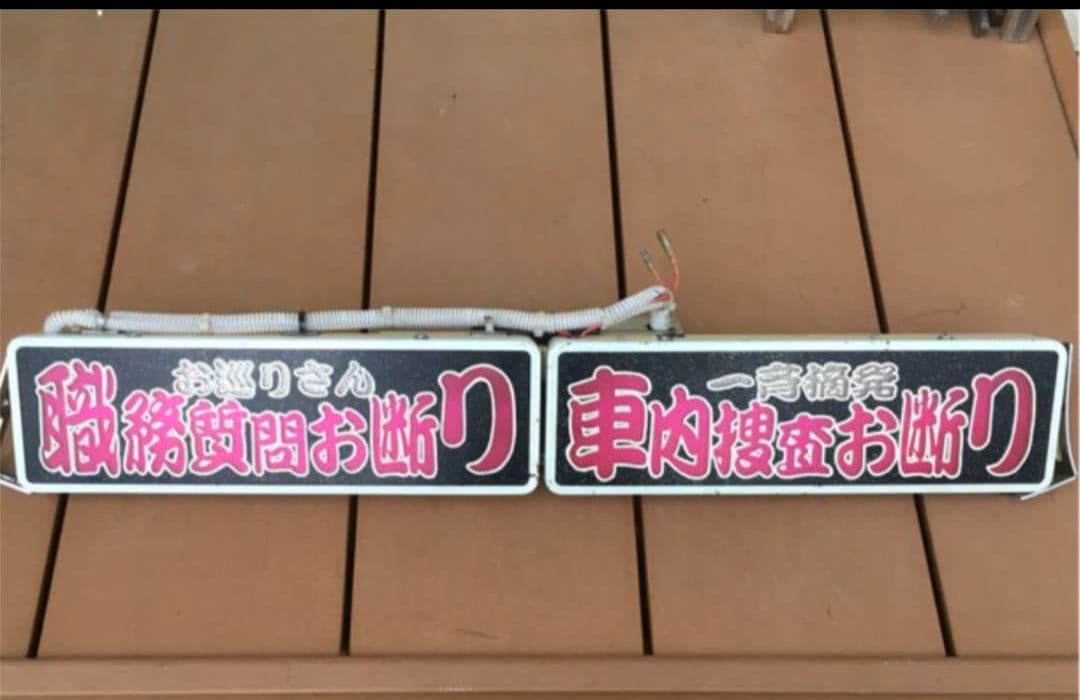 お巡りさん
職務質問お断り
一斉摘発
車内捜査お断り